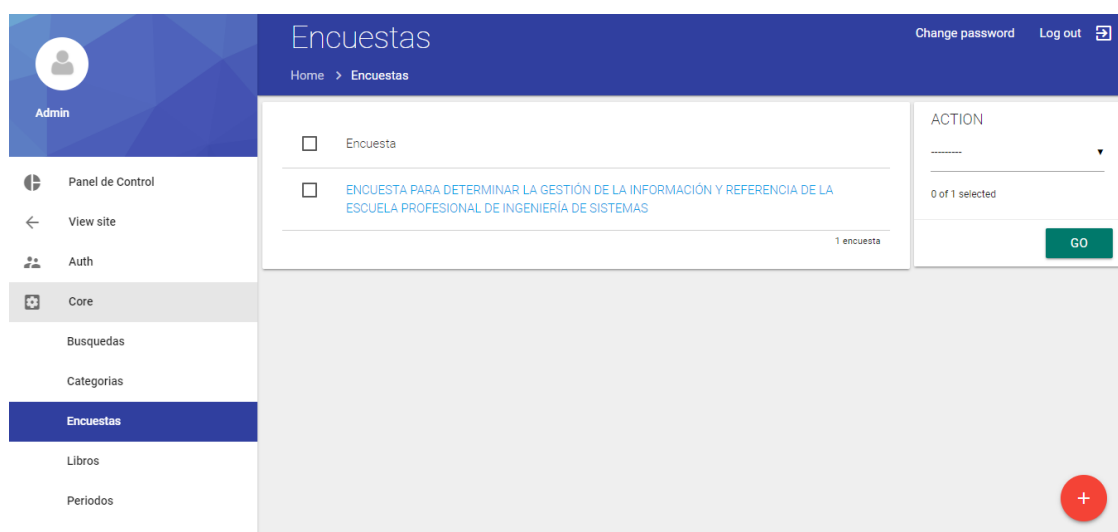 Admin
Panel de Control
View site
Auth
Core
Busquedas
Categorias
Encuestas
Libros
Periodos
Encuestas
Home > Encuestas
Change password
Log out
Encuesta
ENCUESTA PARA DETERMINAR LA GESTIÓN DE LA INFORMACIÓN Y REFERENCIA DE LA
ESCUELA PROFESIONAL DE INGENIERÍA DE SISTEMAS
1 encuesta
ACTION
---------
0 of 1 selected
GO
+